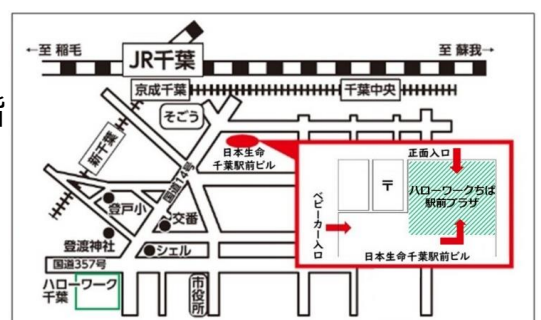 ←至 稲毛
至 蘇我→
JR千葉
京成千葉
千葉中央
そごう
新千葉
国道14号
日本生命
千葉駅前ビル
正面入口
〒
ハローワークちば
駅前プラザ
ベビーカー入口
日本生命千葉駅前ビル
登戸小
交番
登渡神社
シェル
国道357号
ハローワーク
千葉
市役所